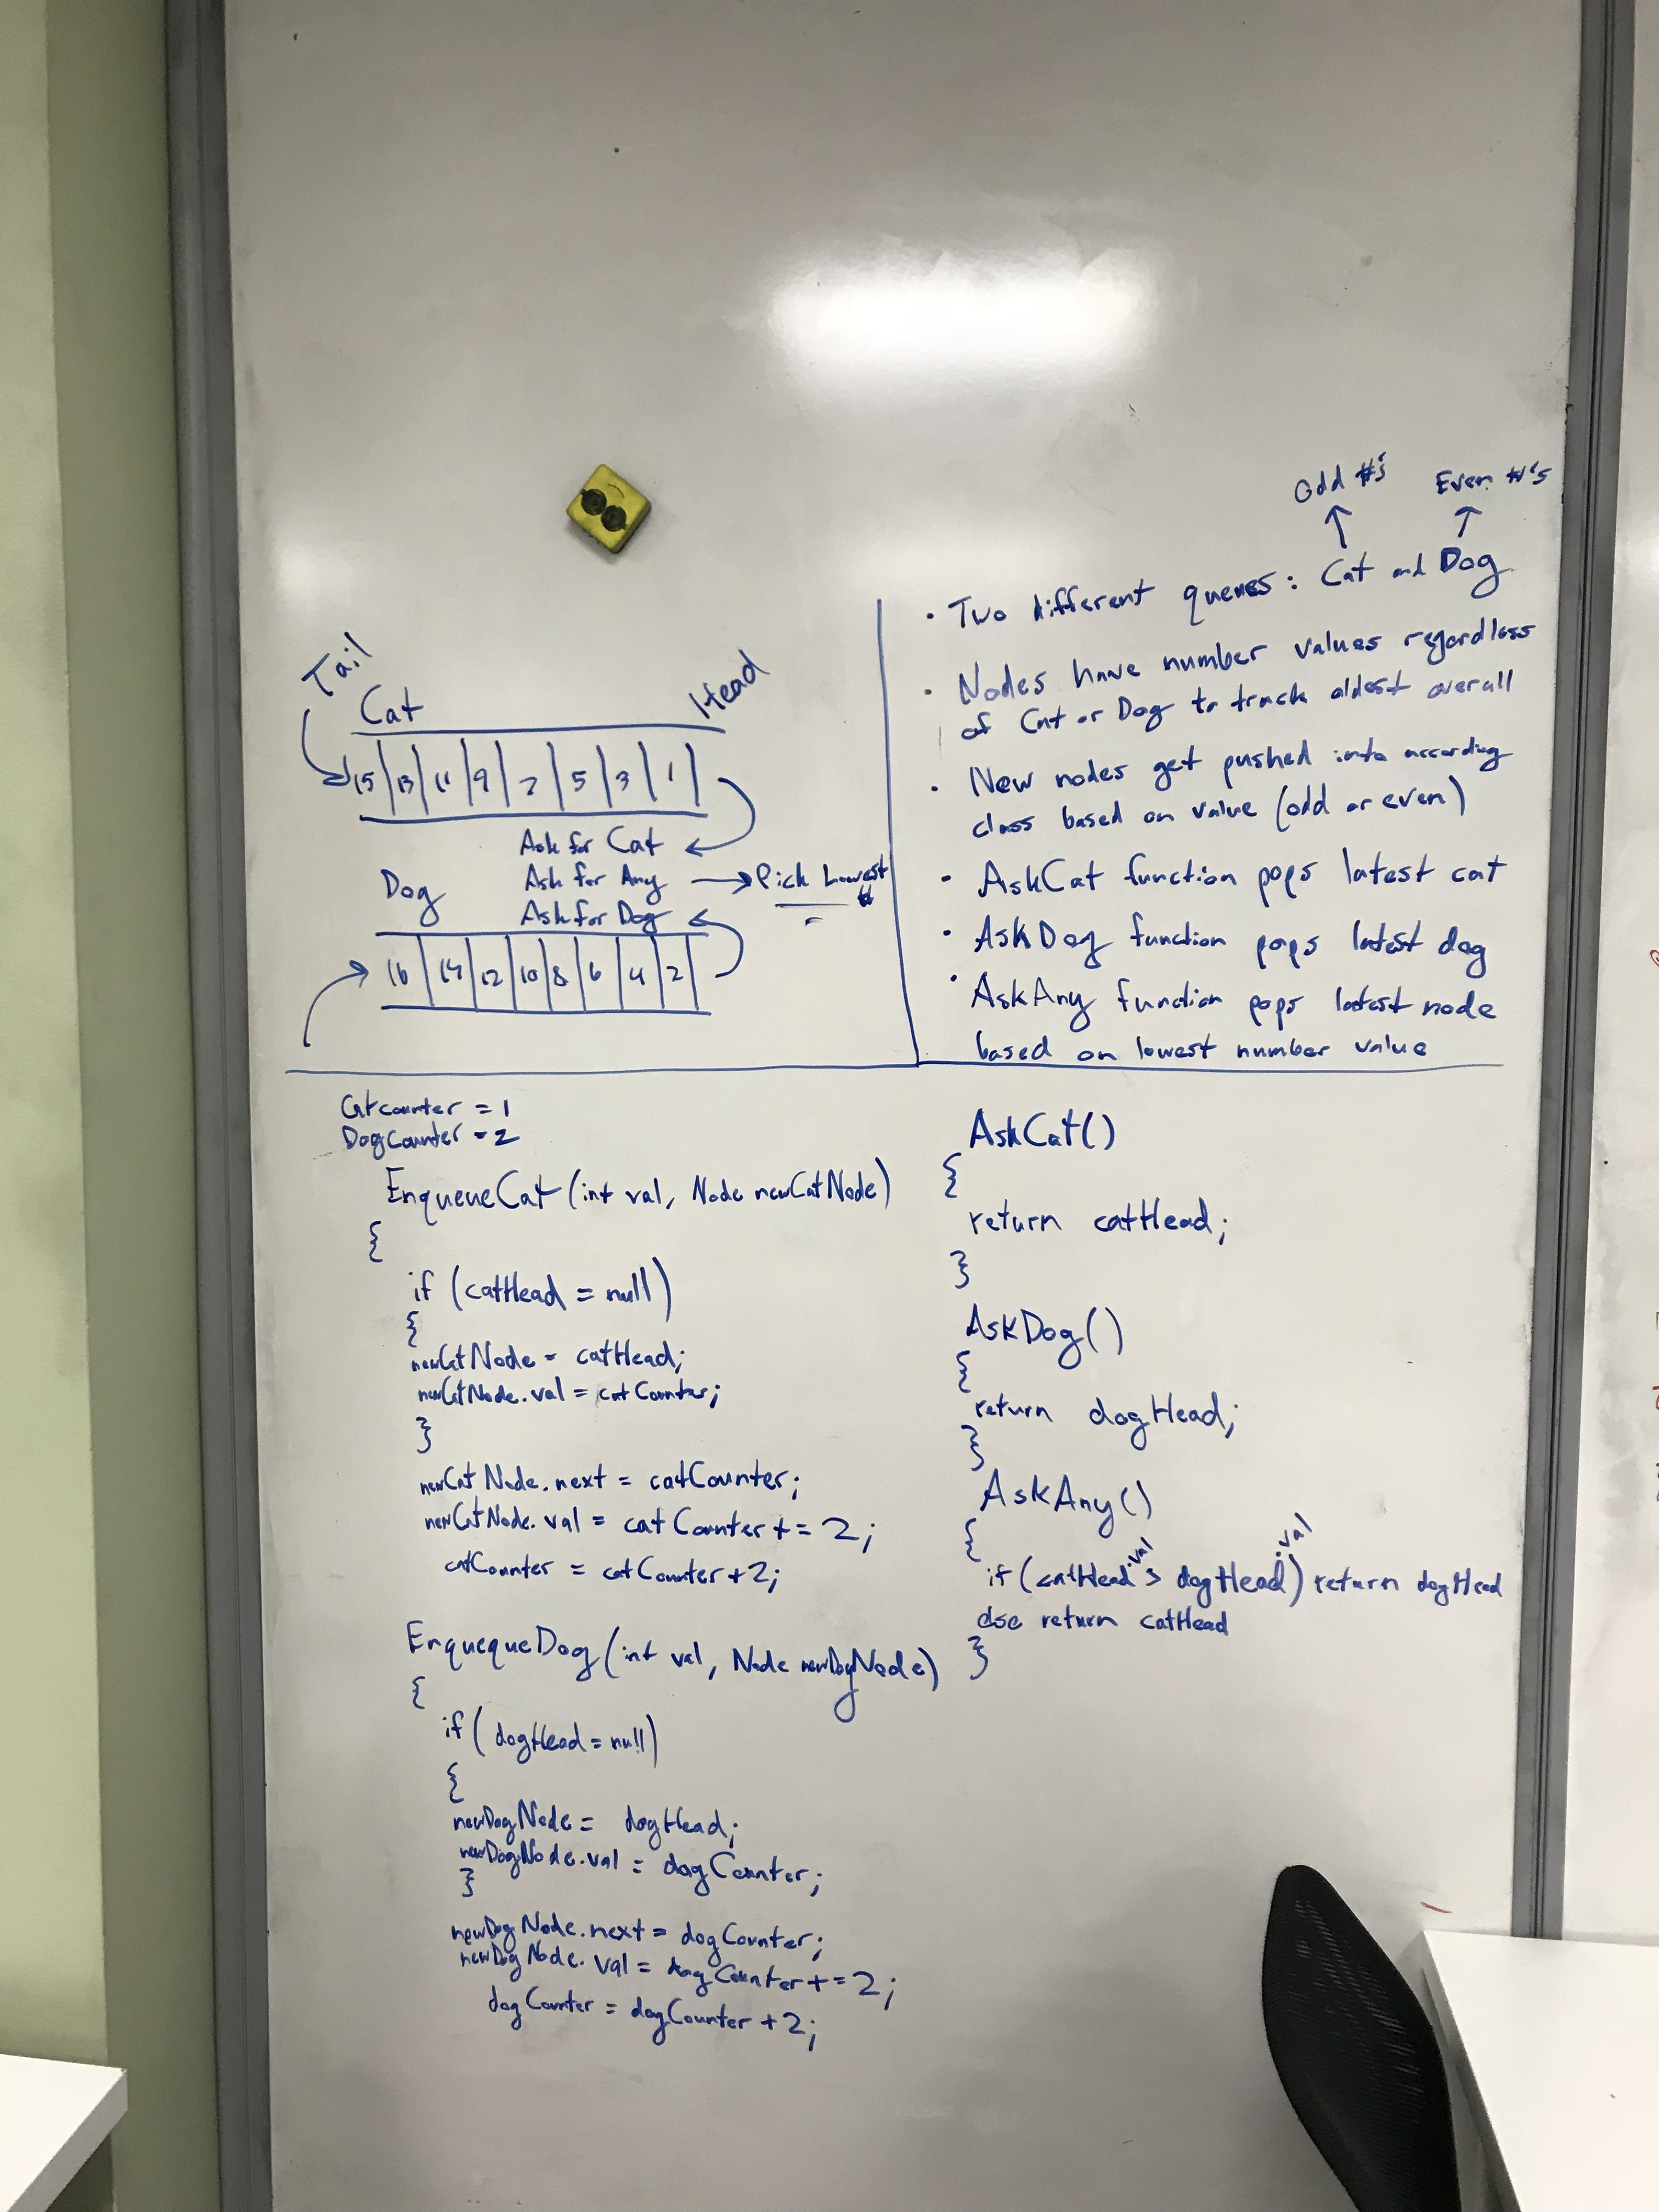 Tail
Cat
Head
15 | 13 | 11 | 9 | 7 | 5 | 3 | 1
Ask for Cat
Ask for Any → Pick Lowest #
Ask for Dog
Dog
16 | 14 | 12 | 10 | 8 | 6 | 4 | 2
Odd #'s Even #'s
• Two different queues: Cat and Dog
• Nodes have number values regardless
of Cat or Dog to track oldest overall
• New nodes get pushed into according
class based on value (odd or even)
• AskCat function pops latest cat
• AskDog function pops latest dog
• AskAny function pops latest node
based on lowest number value
Catcounter = 1
DogCounter = 2
EnqueueCat (int val, Node newCatNode)
{
if (catHead = null)
{
newCatNode = catHead;
newCatNode.val = catCounter;
}
newCatNode.next = catCounter;
newCatNode.val = catCounter += 2;
catCounter = catCounter + 2;
EnquequeDog (int val, Node newDogNode)
{
if (dogHead = null)
{
newDogNode = dogHead;
newDogNode.val = dogCounter;
}
newDogNode.next = dogCounter;
newDogNode.val = dogCounter += 2;
dogCounter = dogCounter + 2;
AskCat()
{
return catHead;
}
AskDog()
{
return dogHead;
}
AskAny()
{
if (catHead.val > dogHead.val) return dogHead
else return catHead
}